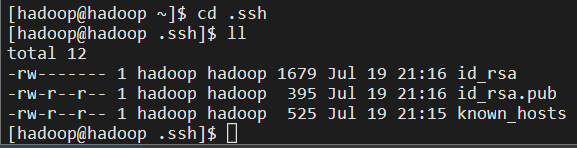 [hadoop@hadoop ~]$ cd .ssh
[hadoop@hadoop .ssh]$ ll
total 12
-rw------- 1 hadoop hadoop 1679 Jul 19 21:16 id_rsa
-rw-r--r-- 1 hadoop hadoop  395 Jul 19 21:16 id_rsa.pub
-rw-r--r-- 1 hadoop hadoop  525 Jul 19 21:15 known_hosts
[hadoop@hadoop .ssh]$